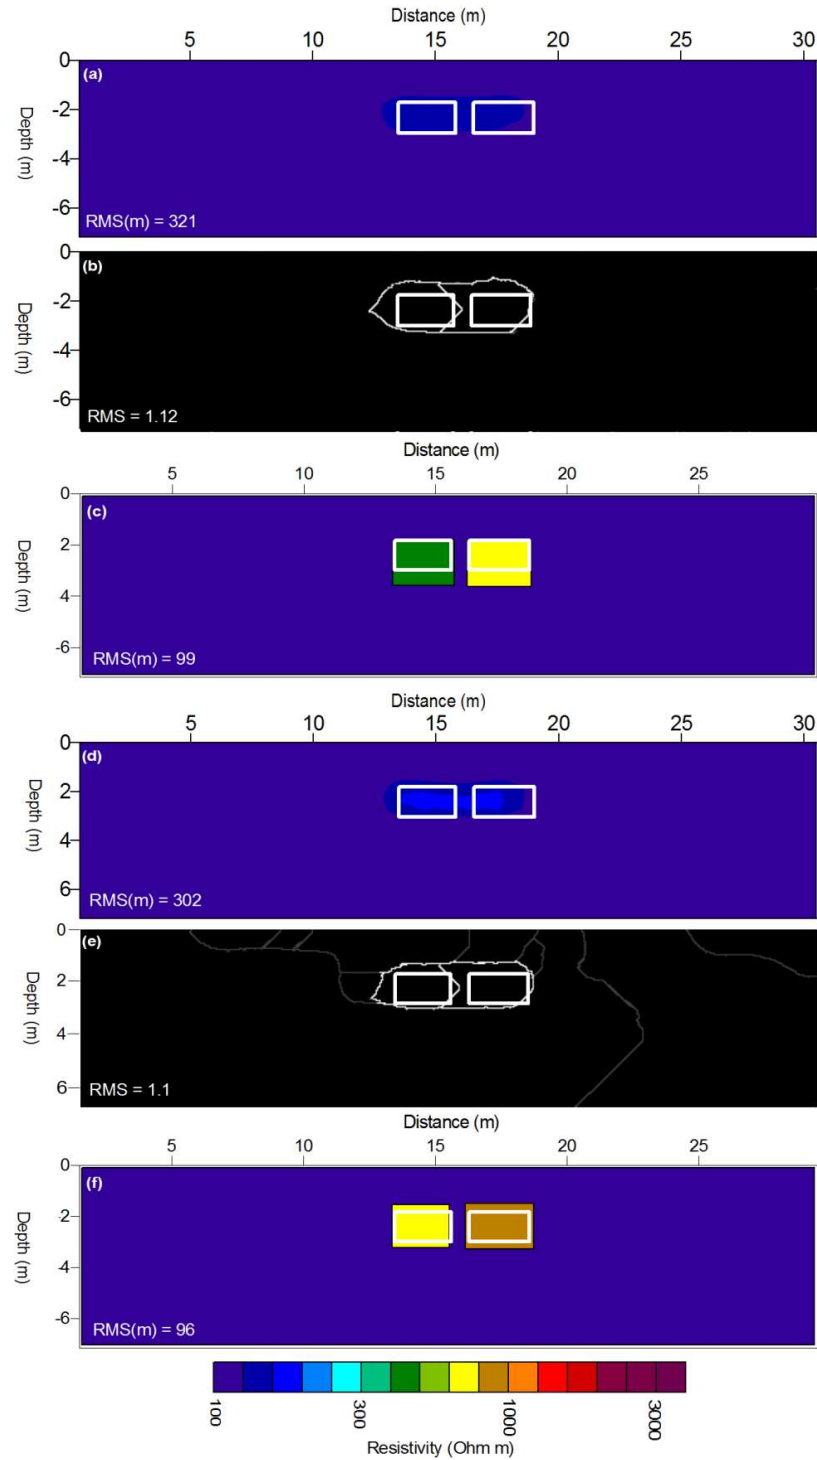 Distance (m)
5 10 15 20 25 30
(a)
0
-2
-4
-6
Depth (m)
RMS(m) = 321
(b)
0
-2
-4
-6
Depth (m)
RMS = 1.12
Distance (m)
5 10 15 20 25
(c)
0
2
4
-6
Depth (m)
RMS(m) = 99
Distance (m)
5 10 15 20 25 30
(d)
0
2
4
6
Depth (m)
RMS(m) = 302
(e)
0
2
4
6
Depth (m)
RMS = 1.1
Distance (m)
5 10 15 20 25
(f)
0
-2
-4
-6
Depth (m)
RMS(m) = 96
100 300 1000 3000
Resistivity (Ohm m)